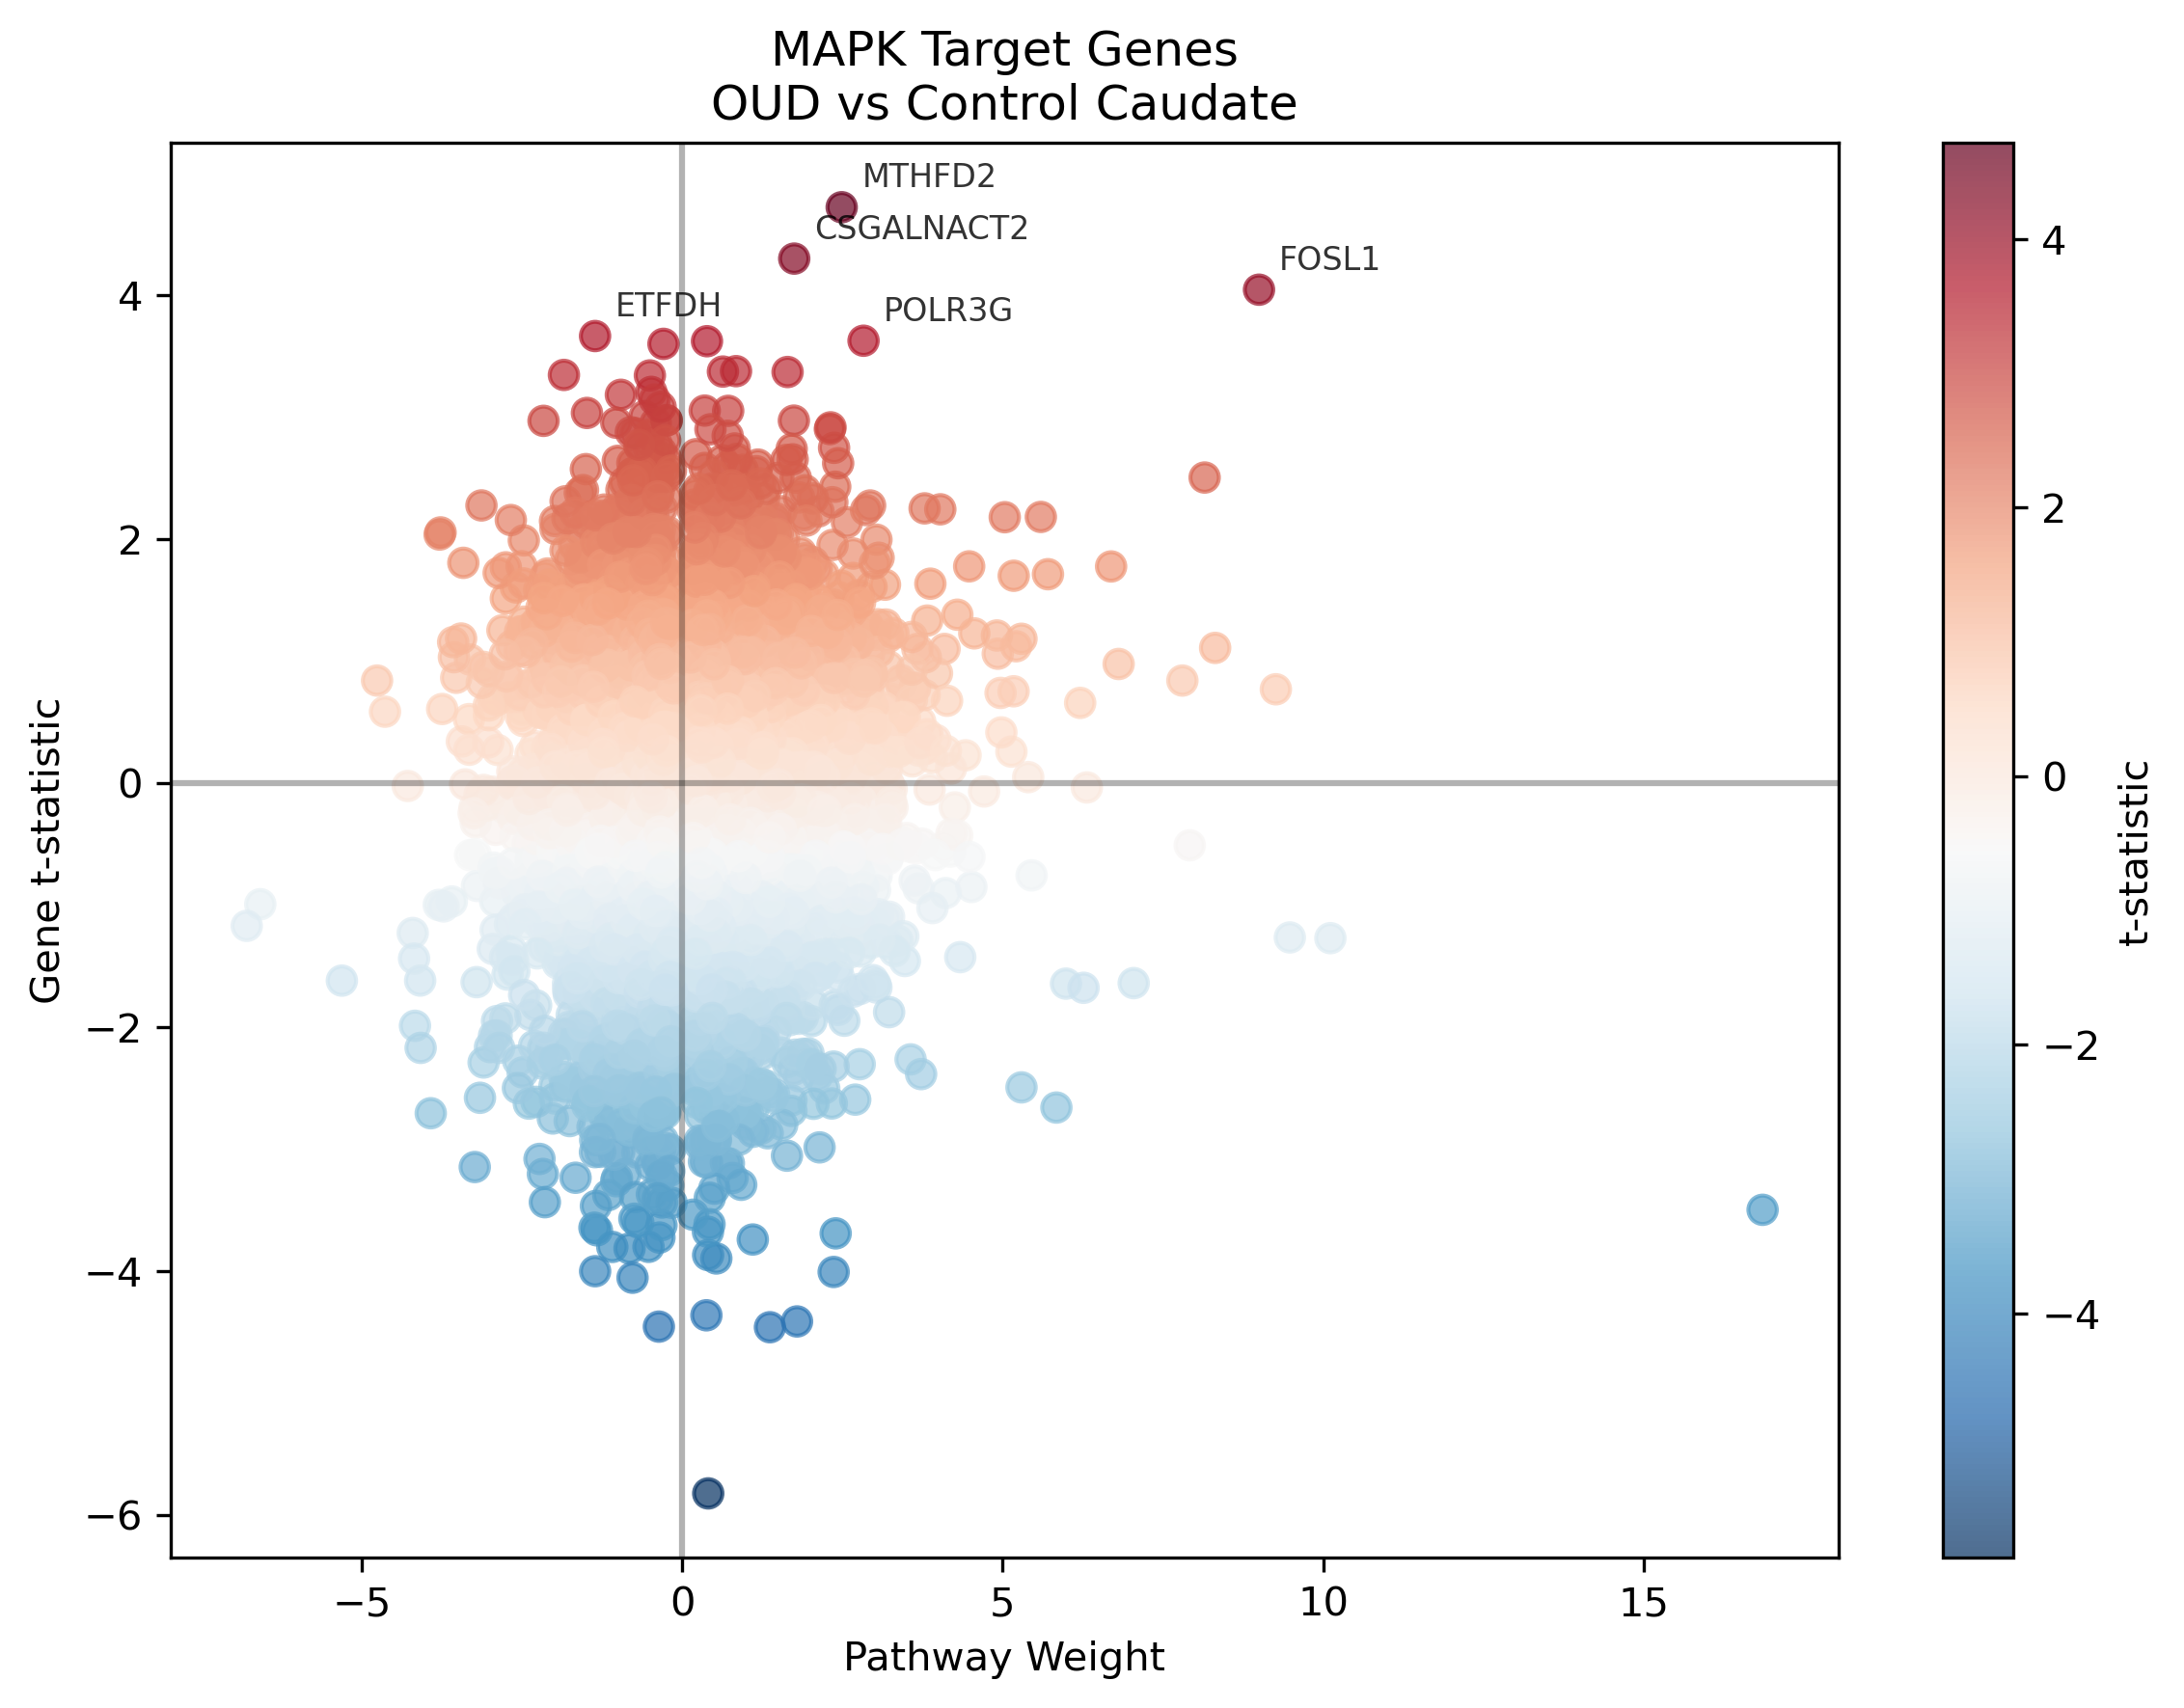 MAPK Target Genes
OUD vs Control Caudate
MTHFD2
CSGALNACT2
FOSL1
ETFDH
POLR3G
Gene t-statistic
4
2
0
−2
−4
−6
−5
0
5
10
15
Pathway Weight
4
2
0
−2
−4
t-statistic